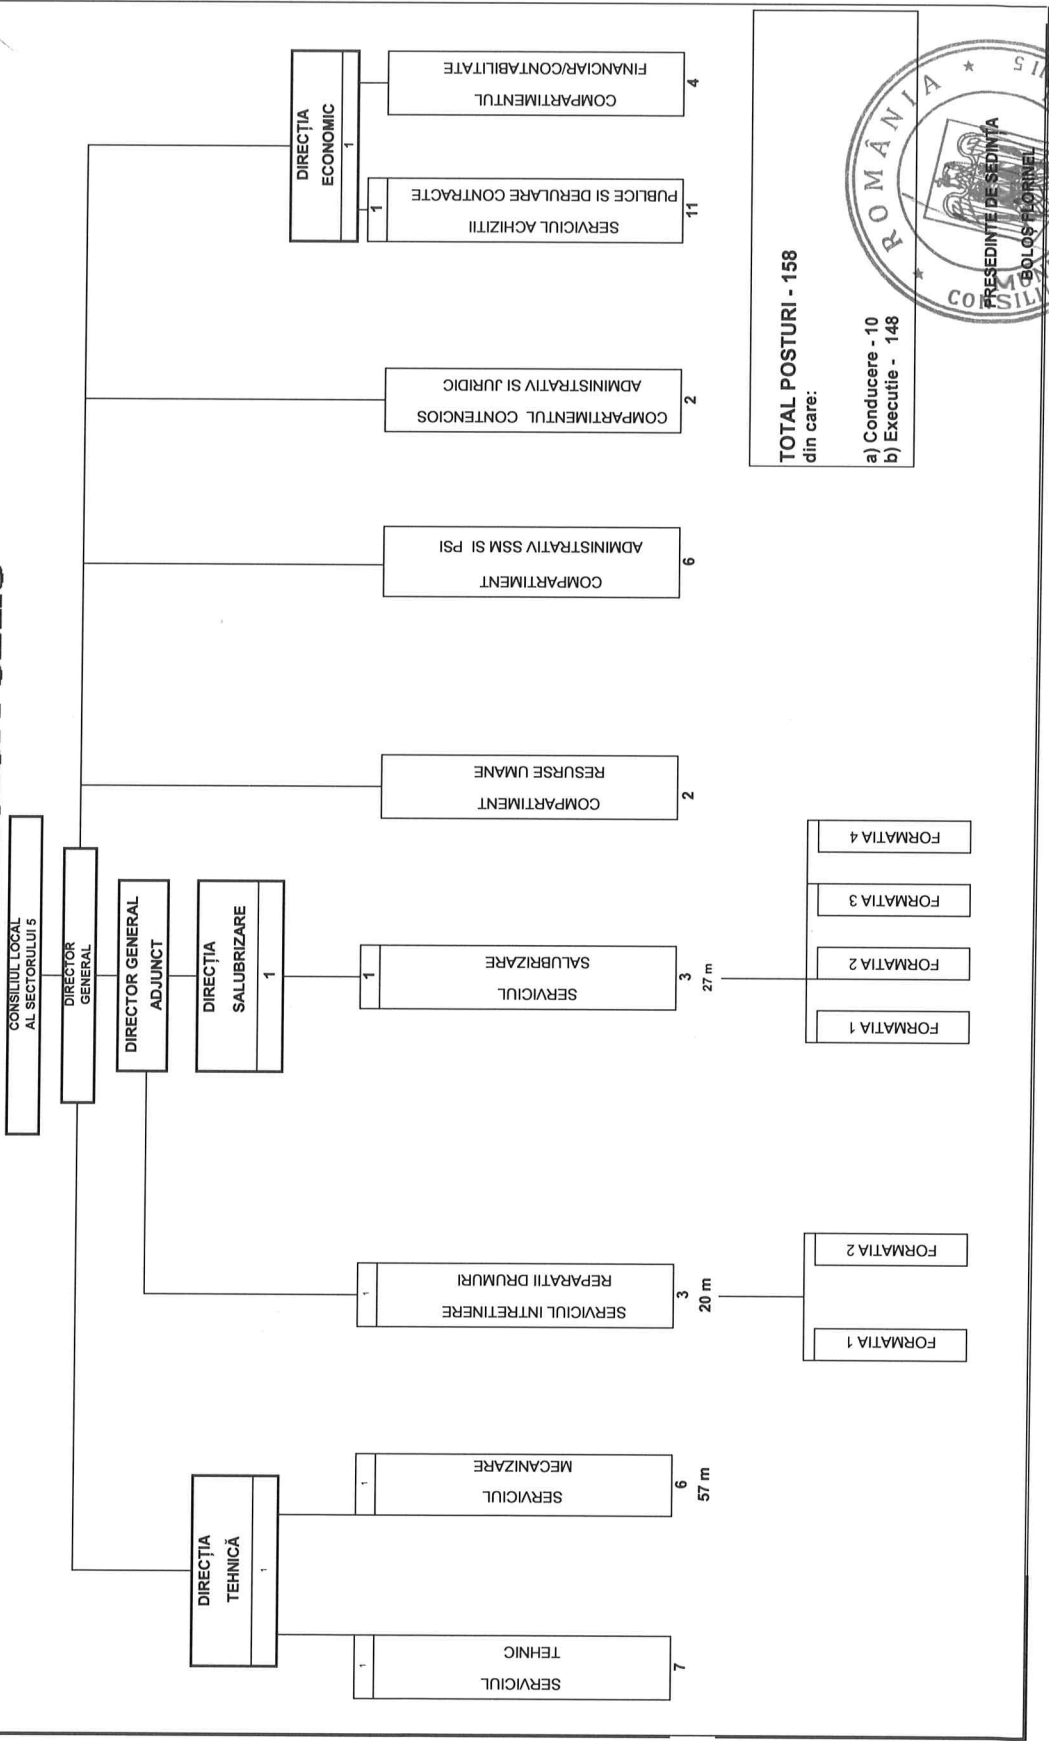 CONSILIUL LOCAL
AL SECTORULUI 5
DIRECTOR
GENERAL
DIRECTOR GENERAL
ADJUNCT
DIRECȚIA
TEHNICĂ
1
DIRECȚIA
SALUBRIZARE
1
DIRECȚIA
ECONOMIC
1
1
SERVICIUL
TEHNIC
7
1
SERVICIUL
MECANIZARE
6
57 m
1
SERVICIUL INTRETINERE
REPARATII DRUMURI
3
20 m
FORMATIA 1
FORMATIA 2
1
SERVICIUL
SALUBRIZARE
3
27 m
FORMATIA 1
FORMATIA 2
FORMATIA 3
FORMATIA 4
COMPARTIMENT
RESURSE UMANE
2
COMPARTIMENT
ADMINISTRATIV SSM SI PSI
6
COMPARTIMENTUL CONTENCIOS
ADMINISTRATIV SI JURIDIC
2
1
SERVICIUL ACHIZITII
PUBLICE SI DERULARE CONTRACTE
11
COMPARTIMENTUL
FINANCIAR/CONTABILITATE
4
TOTAL POSTURI - 158
din care:
a) Conducere - 10
b) Executie - 148
PRESEDINTE DE SEDINTA
BOLOS FLORINEL
★ ROMÂNIA ★